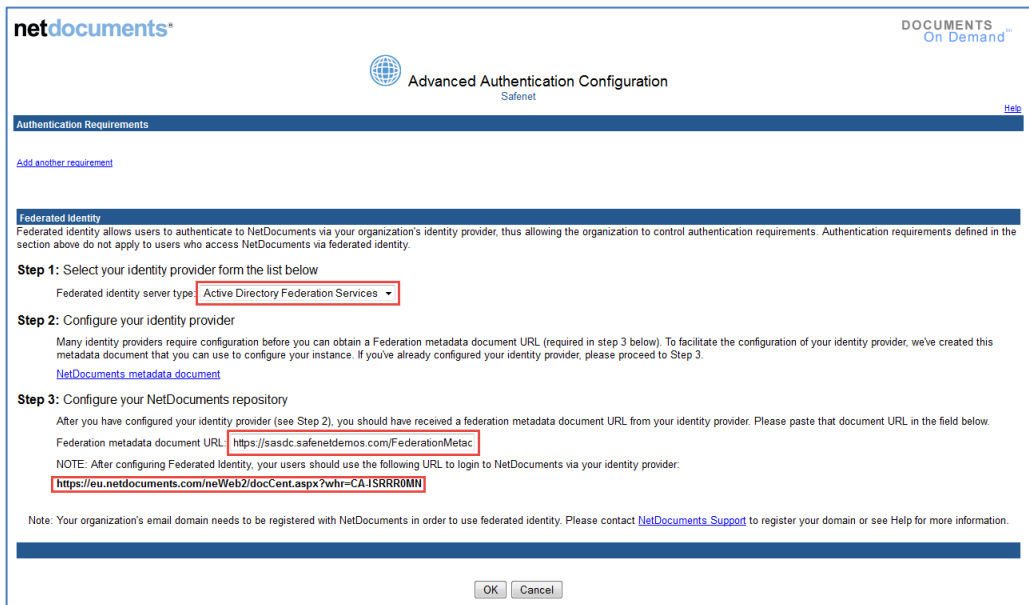 netdocuments®
DOCUMENTS
On Demand℠
Advanced Authentication Configuration
Safenet
Help
Authentication Requirements
Add another requirement
Federated Identity
Federated identity allows users to authenticate to NetDocuments via your organization's identity provider, thus allowing the organization to control authentication requirements. Authentication requirements defined in the
section above do not apply to users who access NetDocuments via federated identity.
Step 1: Select your identity provider form the list below
Federated identity server type: Active Directory Federation Services
Step 2: Configure your identity provider
Many identity providers require configuration before you can obtain a Federation metadata document URL (required in step 3 below). To facilitate the configuration of your identity provider, we've created this
metadata document that you can use to configure your instance. If you've already configured your identity provider, please proceed to Step 3.
NetDocuments metadata document
Step 3: Configure your NetDocuments repository
After you have configured your identity provider (see Step 2), you should have received a federation metadata document URL from your identity provider. Please paste that document URL in the field below.
Federation metadata document URL: https://sasdc.safenetdemos.com/FederationMetac
NOTE: After configuring Federated Identity, your users should use the following URL to login to NetDocuments via your identity provider:
https://eu.netdocuments.com/neWeb2/docCent.aspx?whr=CA-ISRRR0MN
Note: Your organization's email domain needs to be registered with NetDocuments in order to use federated identity. Please contact NetDocuments Support to register your domain or see Help for more information.
OK Cancel